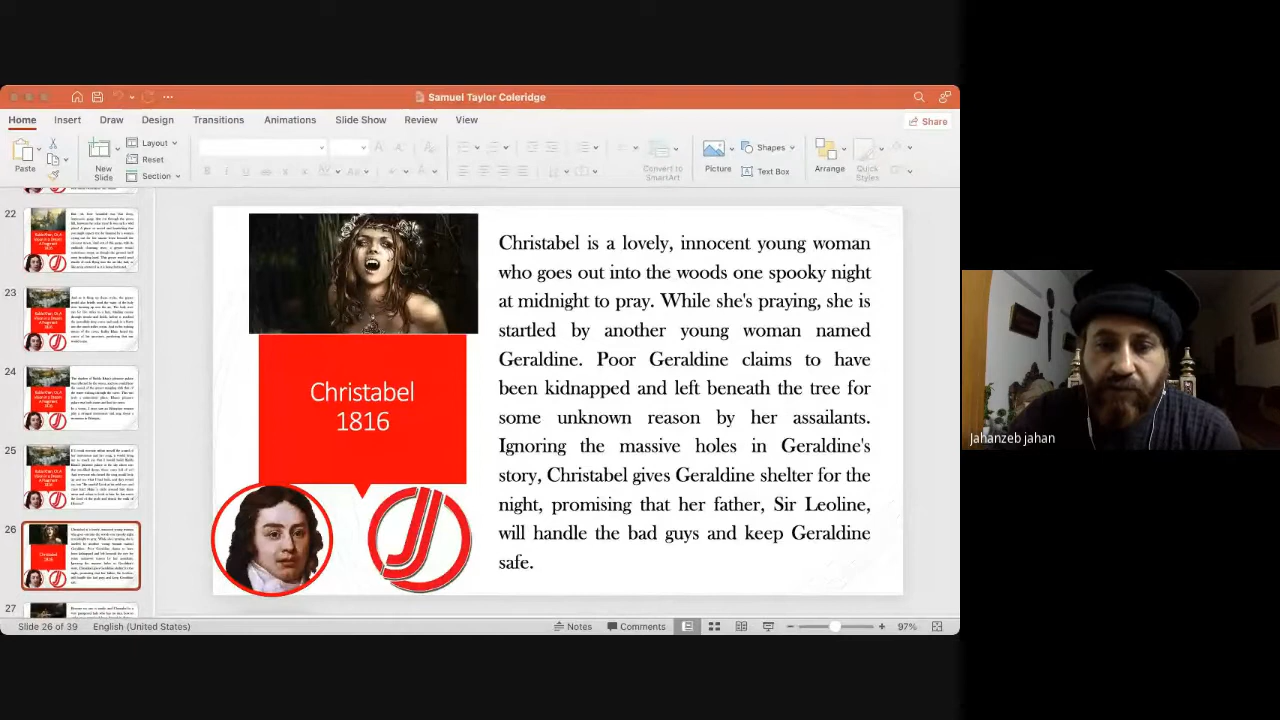 Samuel Taylor Coleridge
Home Insert Draw Design Transitions Animations Slide Show Review View Share
Paste
New Slide
Layout
Reset
Section
Convert to SmartArt
Picture
Shapes
Text Box
Arrange
Quick Styles
22
23
24
25
26
27
Christabel
1816
Christabel is a lovely, innocent young woman
who goes out into the woods one spooky night
at midnight to pray. While she's praying, she is
startled by another young woman named
Geraldine. Poor Geraldine claims to have
been kidnapped and left beneath a tree for
some unknown reason by her assailants.
Ignoring the massive holes in Geraldine's
story, Christabel gives Geraldine shelter for the
night, promising that her father, Sir Leoline,
will handle the bad guys and keep Geraldine
safe.
Jahanzeb jahan
Slide 26 of 39 English (United States) Notes Comments 97%